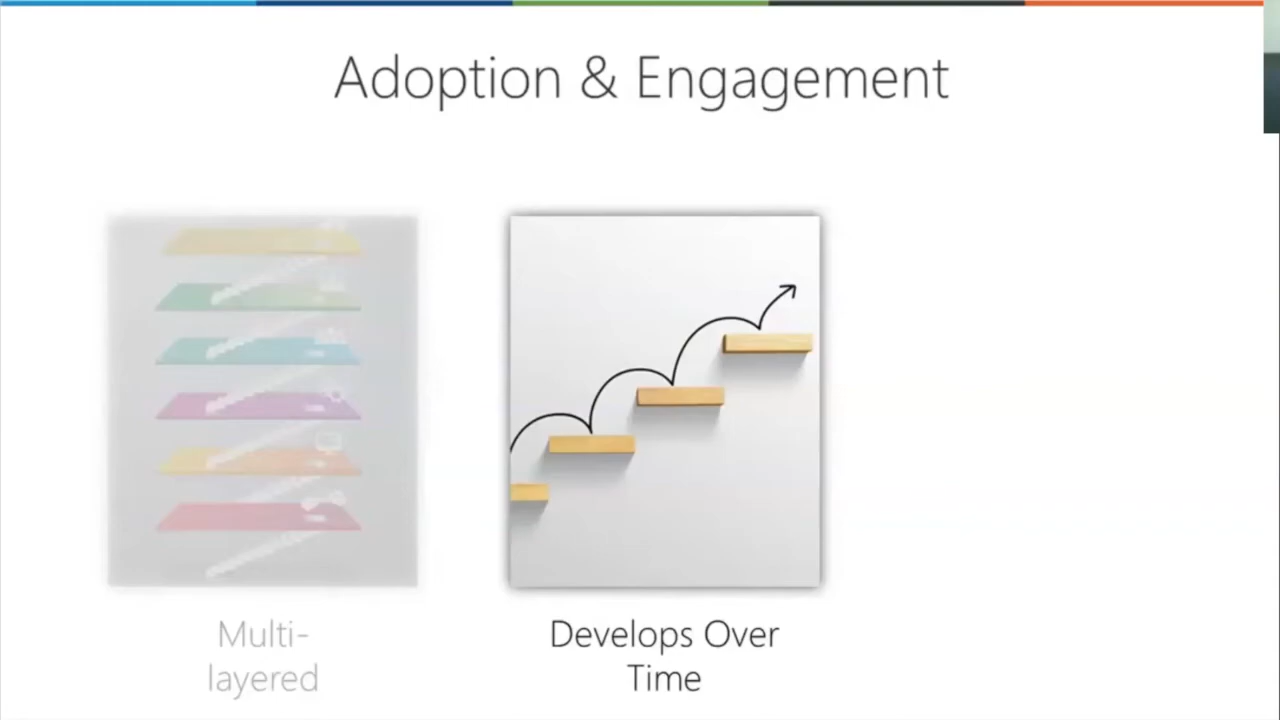 Adoption & Engagement
Multi-
layered
Develops Over
Time